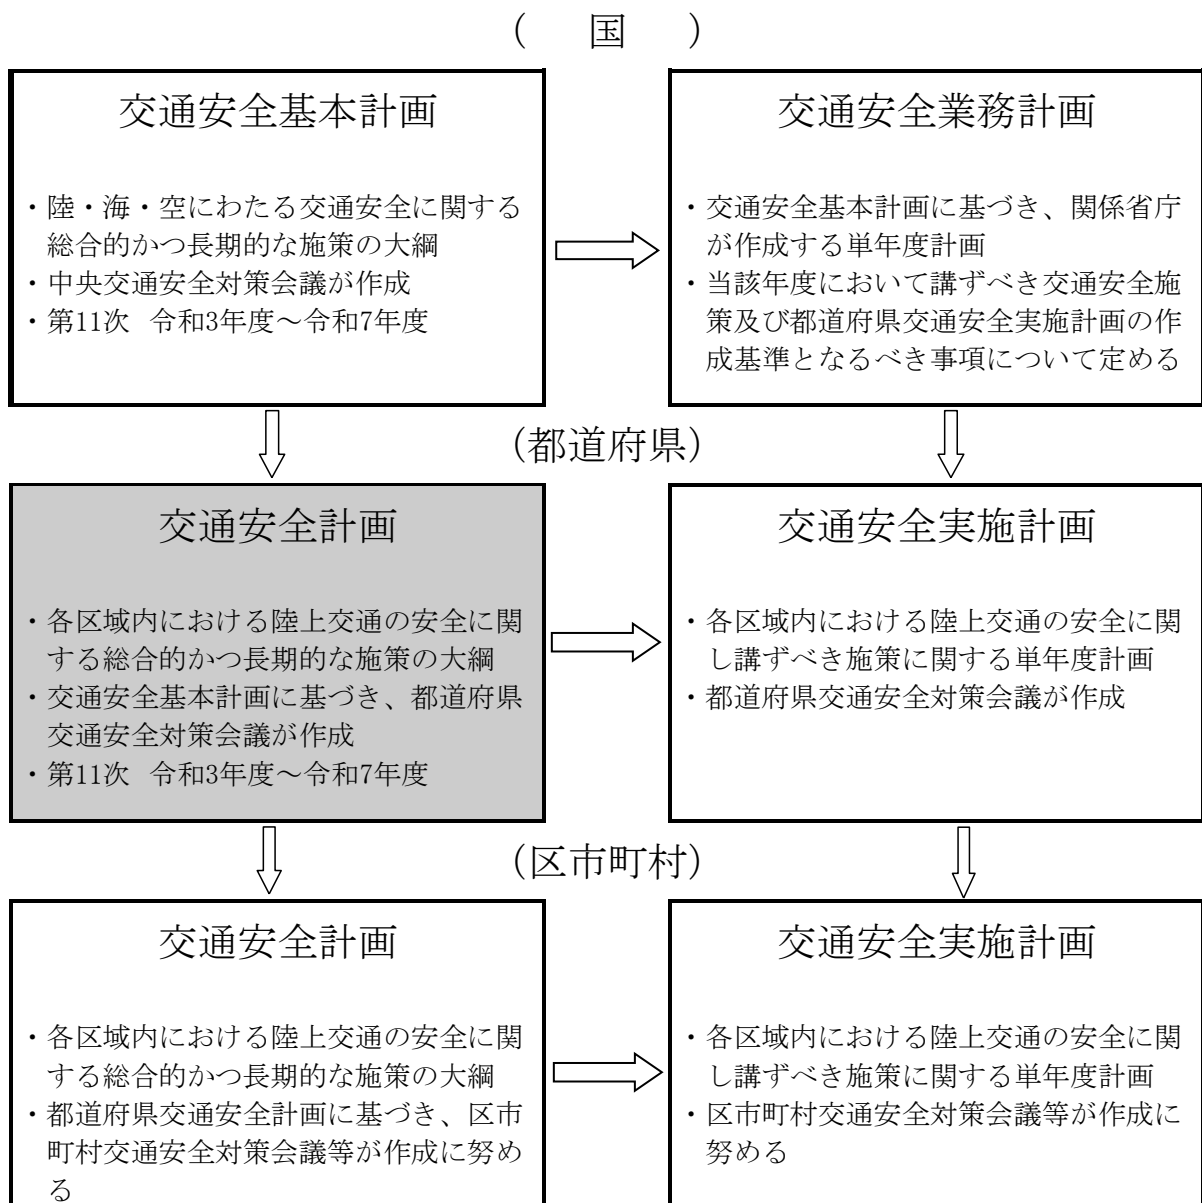 (　国　)
交通安全基本計画
・陸・海・空にわたる交通安全に関する
総合的かつ長期的な施策の大綱
・中央交通安全対策会議が作成
・第11次 令和3年度～令和7年度
交通安全業務計画
・交通安全基本計画に基づき、関係省庁
が作成する単年度計画
・当該年度において講ずべき交通安全施
策及び都道府県交通安全実施計画の作
成基準となるべき事項について定める
(都道府県)
交通安全計画
・各区域内における陸上交通の安全に関
する総合的かつ長期的な施策の大綱
・交通安全基本計画に基づき、都道府県
交通安全対策会議が作成
・第11次 令和3年度～令和7年度
交通安全実施計画
・各区域内における陸上交通の安全に関
し講ずべき施策に関する単年度計画
・都道府県交通安全対策会議が作成
(区市町村)
交通安全計画
・各区域内における陸上交通の安全に関
する総合的かつ長期的な施策の大綱
・都道府県交通安全計画に基づき、区市
町村交通安全対策会議等が作成に努め
る
交通安全実施計画
・各区域内における陸上交通の安全に関
し講ずべき施策に関する単年度計画
・区市町村交通安全対策会議等が作成に
努める